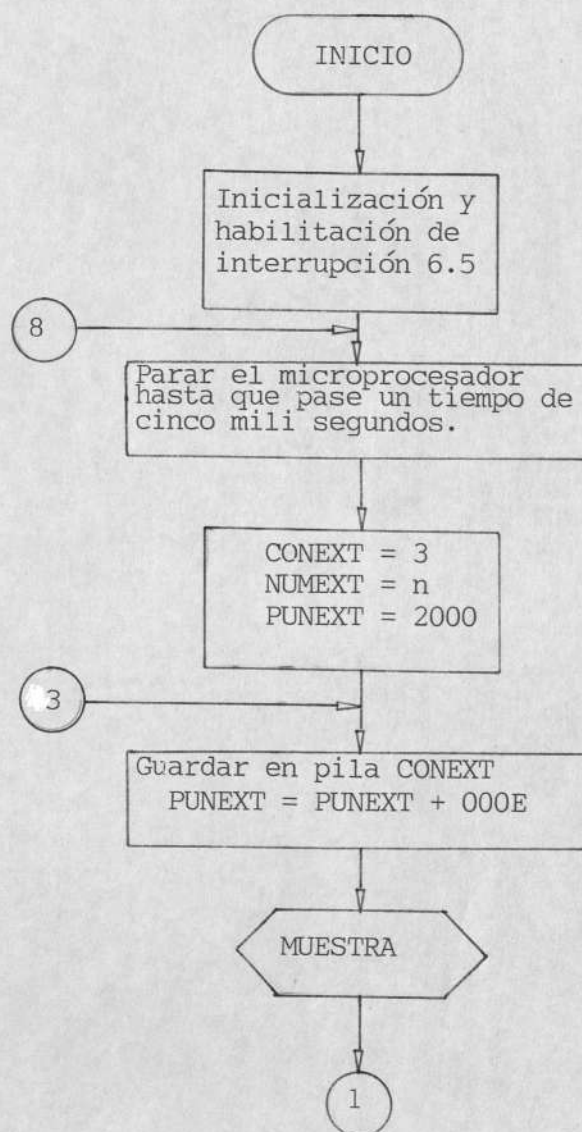 INICIO
Inicialización y
habilitación de
interrupción 6.5
8
Parar el microprocesador
hasta que pase un tiempo de
cinco mili segundos.
CONEXT = 3
NUMEXT = n
PUNEXT = 2000
3
Guardar en pila CONEXT
PUNEXT = PUNEXT + 000E
MUESTRA
1